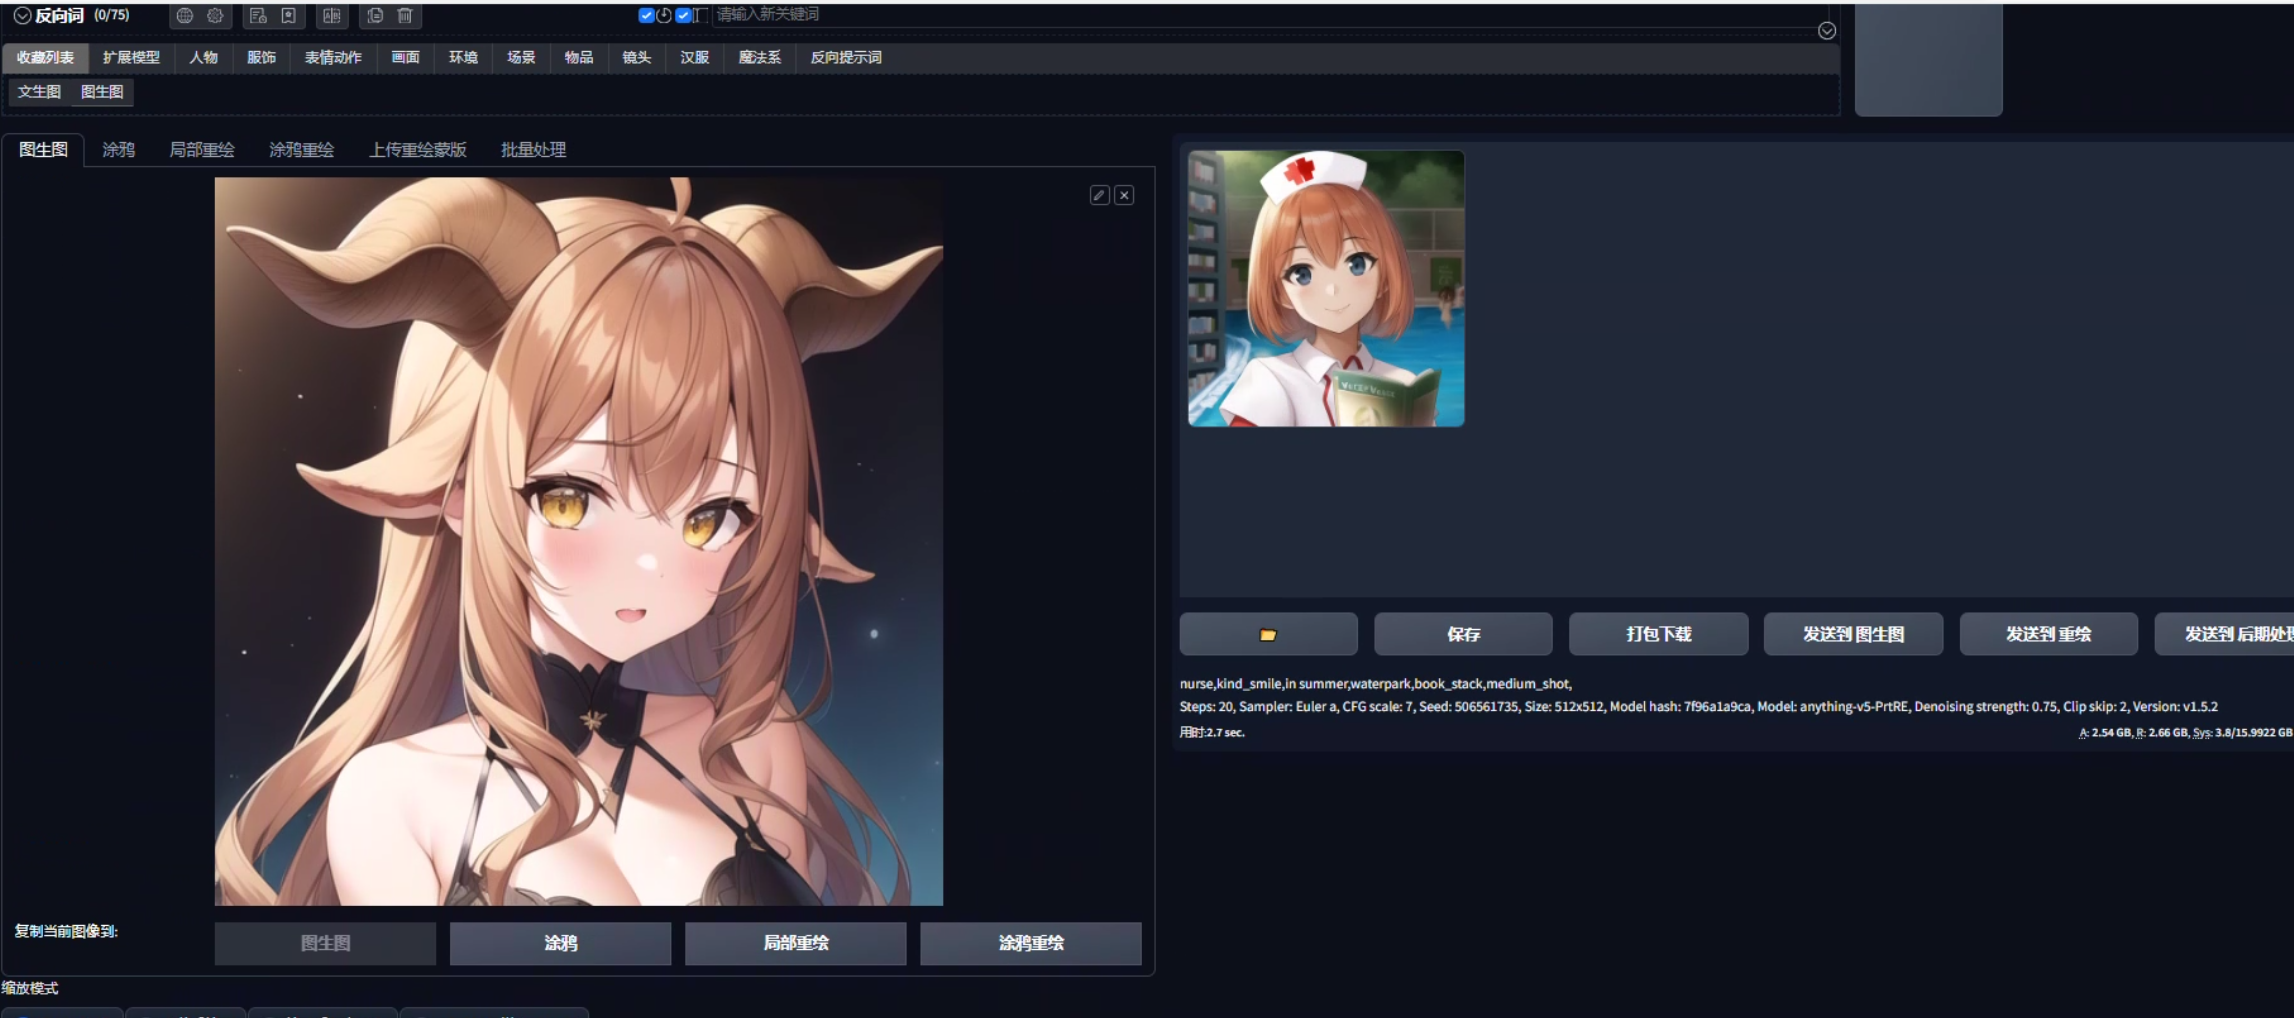 反向词 (0/75) 请输入新关键词
收藏列表 扩展模型 人物 服饰 表情动作 画面 环境 场景 物品 镜头 汉服 魔法系 反向提示词
文生图 图生图
图生图 涂鸦 局部重绘 涂鸦重绘 上传重绘蒙版 批量处理
复制当前图像到:
图生图 涂鸦 局部重绘 涂鸦重绘
缩放模式
保存 打包下载 发送到 图生图 发送到 重绘 发送到 后期处理
nurse,kind_smile,in summer,waterpark,book_stack,medium_shot,
Steps: 20, Sampler: Euler a, CFG scale: 7, Seed: 506561735, Size: 512x512, Model hash: 7f96a1a9ca, Model: anything-v5-PrtRE, Denoising strength: 0.75, Clip skip: 2, Version: v1.5.2
用时:2.7 sec.
A: 2.54 GB, R: 2.66 GB, Sys: 3.8/15.9922 GB